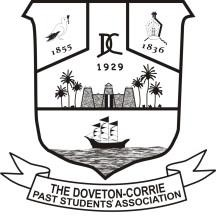 1855
DC
1836
1929
THE DOVETON-CORRIE
PAST STUDENTS' ASSOCIATION